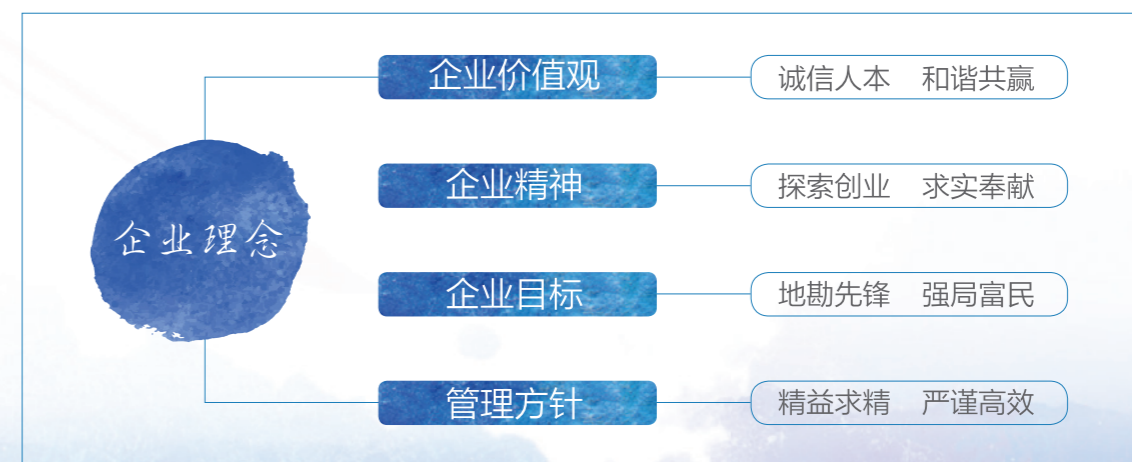 企业理念
企业价值观
诚信人本 和谐共赢
企业精神
探索创业 求实奉献
企业目标
地勘先锋 强局富民
管理方针
精益求精 严谨高效